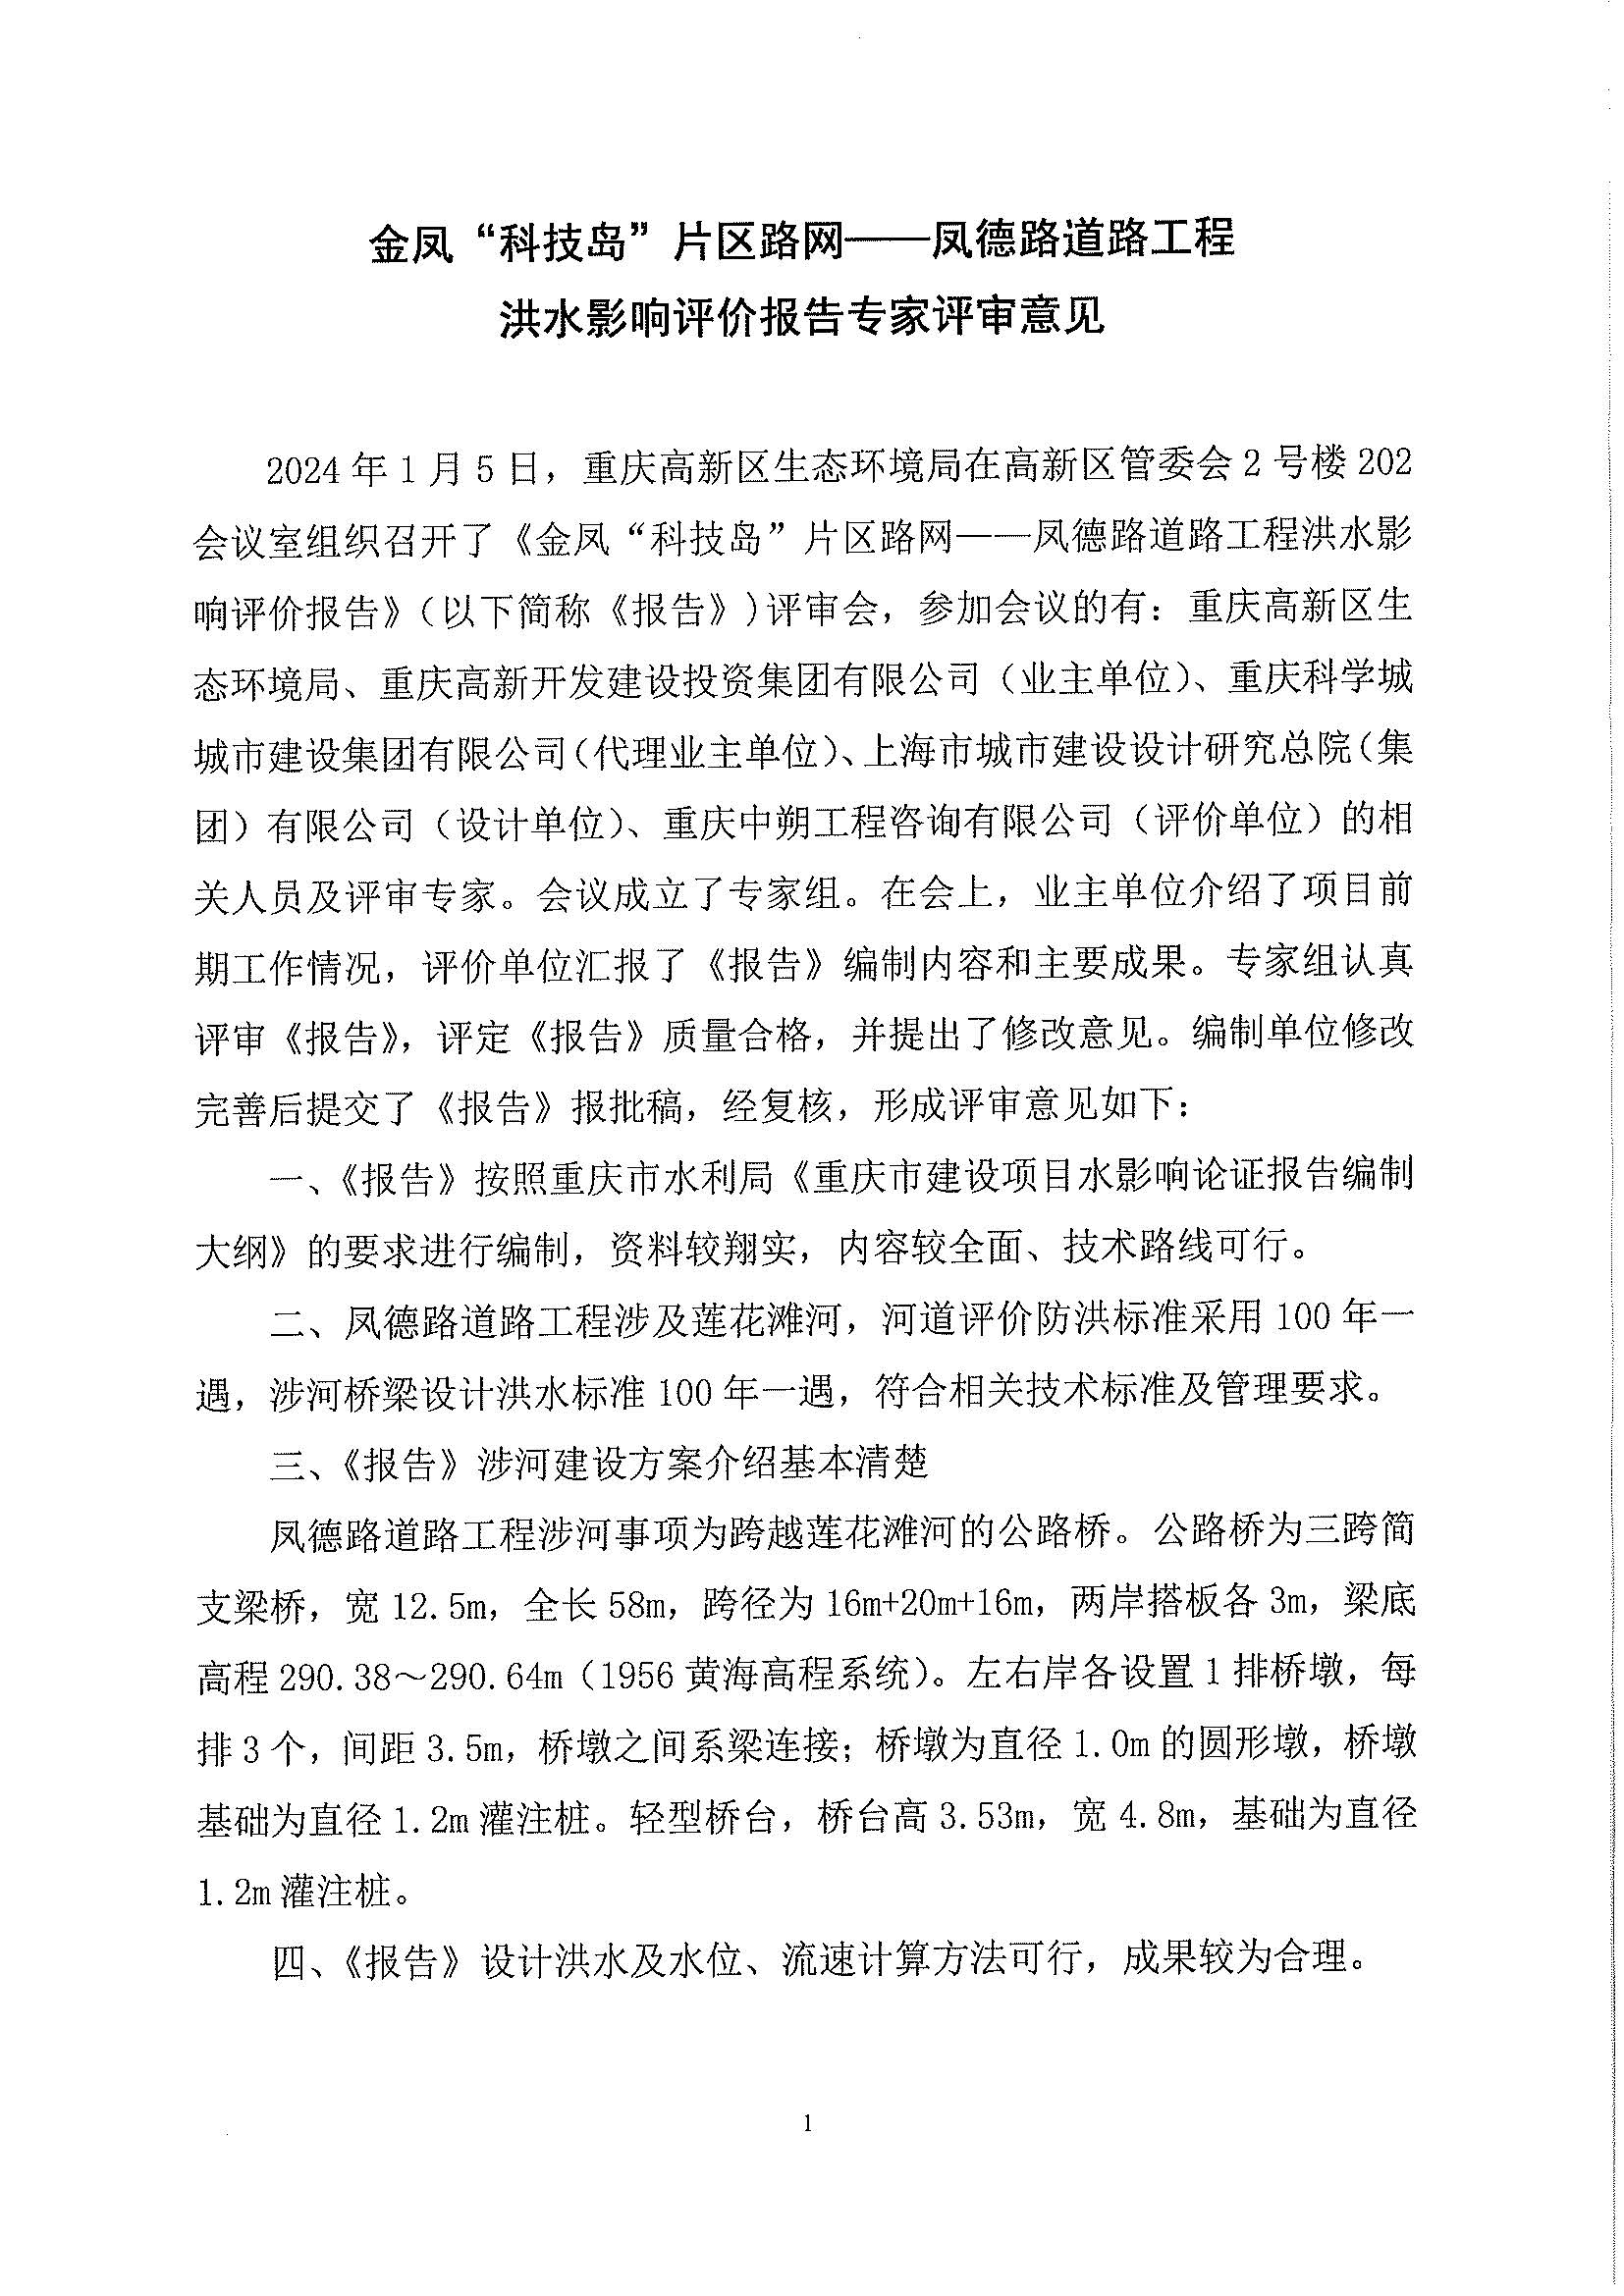 金凤“科技岛”片区路网——凤德路道路工程
洪水影响评价报告专家评审意见
2024年1月5日，重庆高新区生态环境局在高新区管委会2号楼202
会议室组织召开了《金凤“科技岛”片区路网——凤德路道路工程洪水影
响评价报告》（以下简称《报告》）评审会，参加会议的有：重庆高新区生
态环境局、重庆高新开发建设投资集团有限公司（业主单位）、重庆科学城
城市建设集团有限公司（代理业主单位）、上海市城市建设设计研究总院（集
团）有限公司（设计单位）、重庆中朔工程咨询有限公司（评价单位）的相
关人员及评审专家。会议成立了专家组。在会上，业主单位介绍了项目前
期工作情况，评价单位汇报了《报告》编制内容和主要成果。专家组认真
评审《报告》，评定《报告》质量合格，并提出了修改意见。编制单位修改
完善后提交了《报告》报批稿，经复核，形成评审意见如下：
一、《报告》按照重庆市水利局《重庆市建设项目水影响论证报告编制
大纲》的要求进行编制，资料较翔实，内容较全面、技术路线可行。
二、凤德路道路工程涉及莲花滩河，河道评价防洪标准采用100年一
遇，涉河桥梁设计洪水标准100年一遇，符合相关技术标准及管理要求。
三、《报告》涉河建设方案介绍基本清楚
凤德路道路工程涉河事项为跨越莲花滩河的公路桥。公路桥为三跨简
支梁桥，宽12.5m，全长58m，跨径为16m+20m+16m，两岸搭板各3m，梁底
高程290.38～290.64m（1956黄海高程系统）。左右岸各设置1排桥墩，每
排3个，间距3.5m，桥墩之间系梁连接；桥墩为直径1.0m的圆形墩，桥墩
基础为直径1.2m灌注桩。轻型桥台，桥台高3.53m，宽4.8m，基础为直径
1.2m灌注桩。
四、《报告》设计洪水及水位、流速计算方法可行，成果较为合理。
1